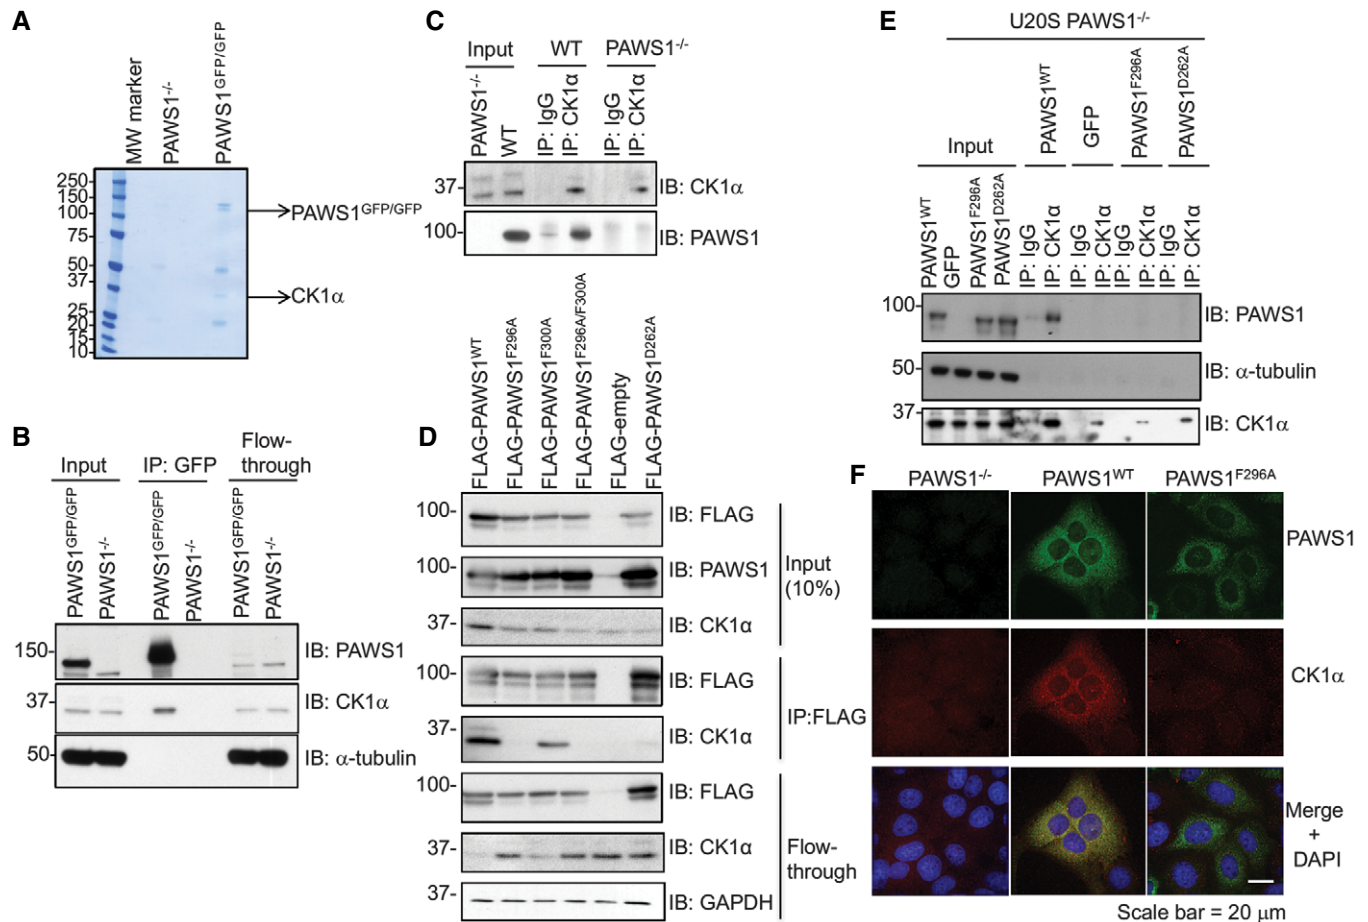 A
MW marker
PAWS1-/-
PAWS1GFP/GFP
250
150
100
75
50
37
25
20
15
10
PAWS1GFP/GFP
CK1α
B
Input
IP: GFP
Flow-
through
PAWS1GFP/GFP
PAWS1-/-
PAWS1GFP/GFP
PAWS1-/-
PAWS1GFP/GFP
PAWS1-/-
150-
IB: PAWS1
37-
IB: CK1α
50-
IB: α-tubulin
C
Input
WT
PAWS1-/-
PAWS1-/-
WT
IP: IgG
IP: CK1α
IP: IgG
IP: CK1α
37-
IB: CK1α
100-
IB: PAWS1
D
FLAG-PAWS1WT
FLAG-PAWS1F296A
FLAG-PAWS1F300A
FLAG-PAWS1F296A/F300A
FLAG-empty
FLAG-PAWS1D262A
100-
IB: FLAG
100-
IB: PAWS1
37-
IB: CK1α
Input
(10%)
100-
IB: FLAG
37-
IB: CK1α
IP:FLAG
100-
IB: FLAG
37-
IB: CK1α
37-
IB: GAPDH
Flow-
through
E
U20S PAWS1-/-
Input
PAWS1WT
GFP
PAWS1F296A
PAWS1D262A
PAWS1WT
GFP
PAWS1F296A
PAWS1D262A
IP: IgG
IP: CK1α
IP: IgG
IP: CK1α
IP: IgG
IP: CK1α
IP: IgG
IP: CK1α
100-
IB: PAWS1
50-
IB: α-tubulin
37-
IB: CK1α
F
PAWS1-/-
PAWS1WT
PAWS1F296A
PAWS1
CK1α
Merge
+
DAPI
Scale bar = 20 μm